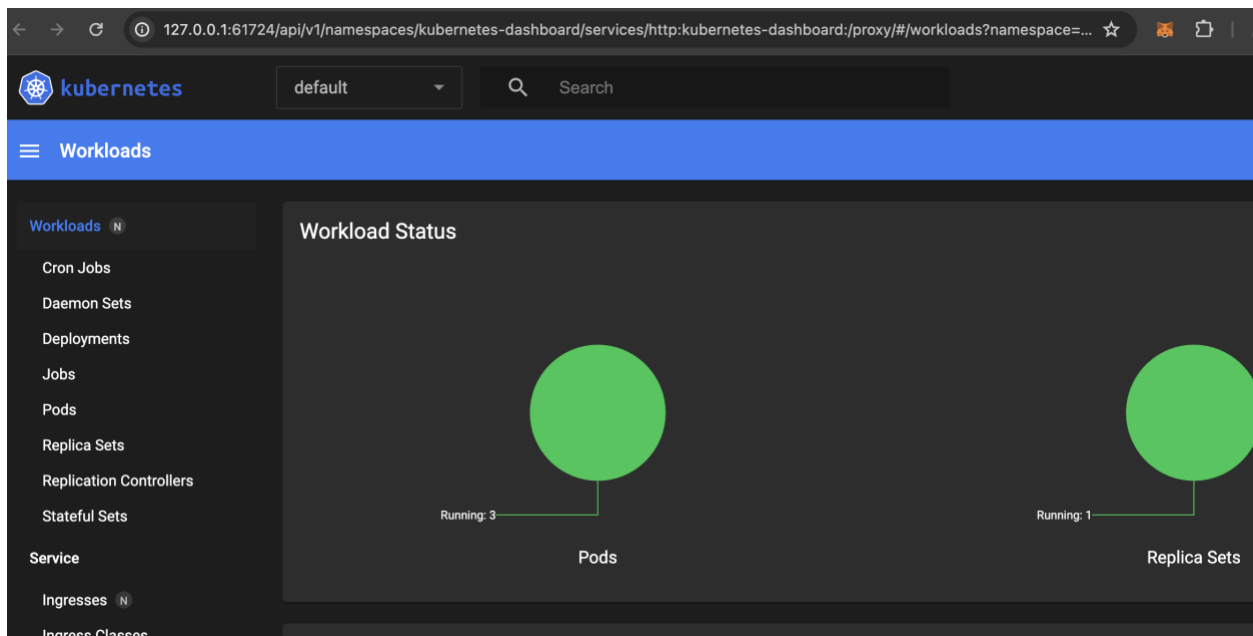 127.0.0.1:61724/api/v1/namespaces/kubernetes-dashboard/services/http:kubernetes-dashboard:/proxy/#/workloads?namespace=...
kubernetes
default
Search
Workloads
Workloads N
Cron Jobs
Daemon Sets
Deployments
Jobs
Pods
Replica Sets
Replication Controllers
Stateful Sets
Service
Ingresses N
Ingress Classes
Workload Status
Running: 3
Pods
Running: 1
Replica Sets